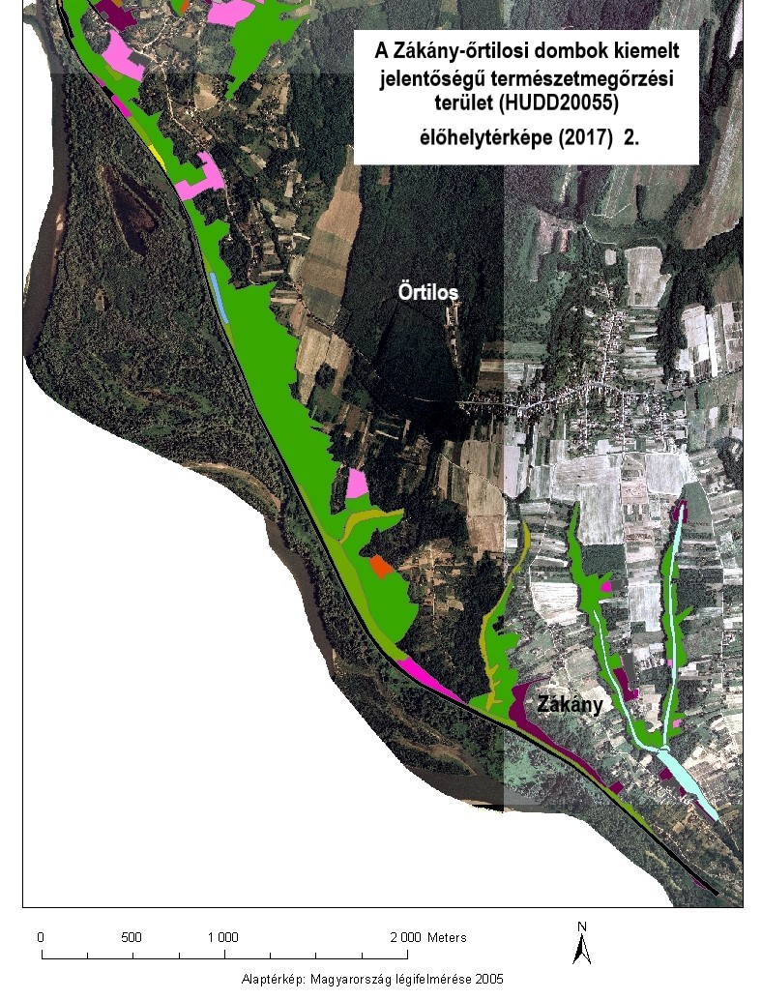 A Zákány-őrtilosi dombok kiemelt
jelentőségű természetmegőrzési
terület (HUDD20055)
élőhelytérképe (2017) 2.
Örtilos
Zákány
0 500 1 000 2 000 Meters
N
Alaptérkép: Magyarország légifelmérése 2005